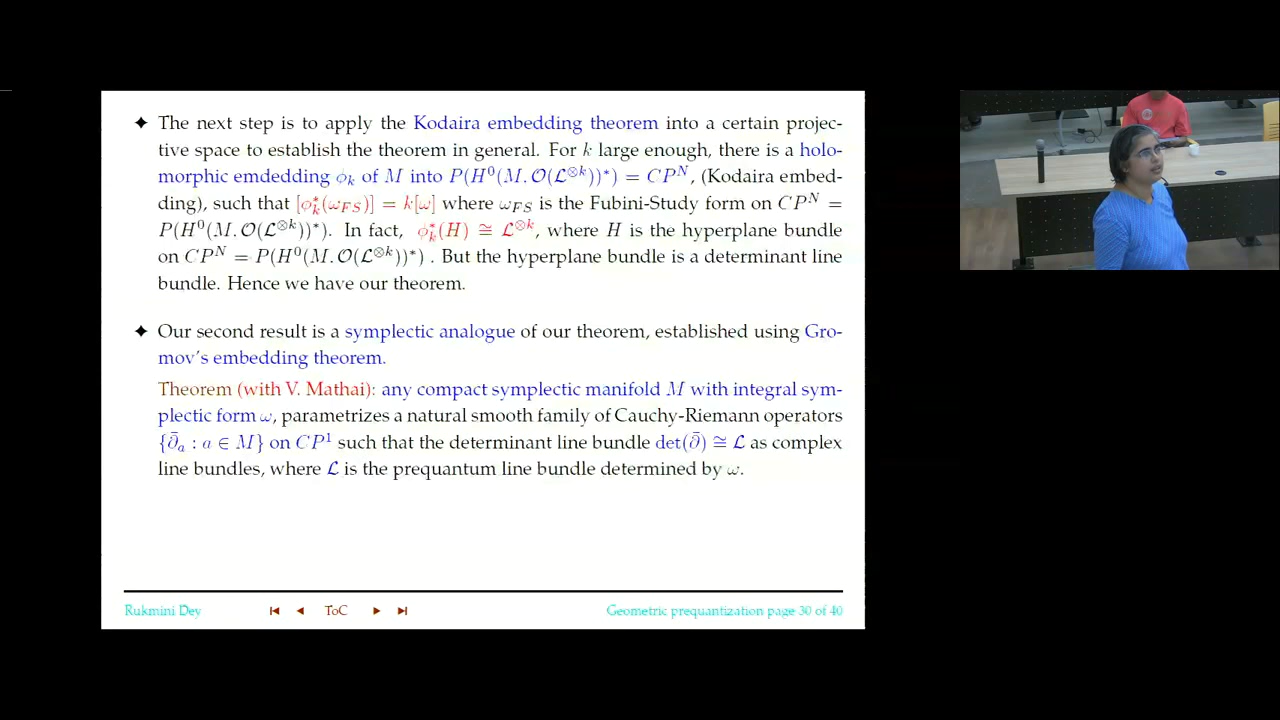 ✦ The next step is to apply the Kodaira embedding theorem into a certain projec-
tive space to establish the theorem in general. For k large enough, there is a holo-
morphic emdedding ϕ_k of M into P(H^0(M.O(L^{⊗k}))^*) = CP^N, (Kodaira embed-
ding), such that [ϕ_k^*(ω_{FS})] = k[ω] where ω_{FS} is the Fubini-Study form on CP^N =
P(H^0(M.O(L^{⊗k}))^*). In fact, ϕ_k^*(H) ≅ L^{⊗k}, where H is the hyperplane bundle
on CP^N = P(H^0(M.O(L^{⊗k}))^*) . But the hyperplane bundle is a determinant line
bundle. Hence we have our theorem.
✦ Our second result is a symplectic analogue of our theorem, established using Gro-
mov's embedding theorem.
Theorem (with V. Mathai): any compact symplectic manifold M with integral sym-
plectic form ω, parametrizes a natural smooth family of Cauchy-Riemann operators
{∂̄_a : a ∈ M} on CP^1 such that the determinant line bundle det(∂̄) ≅ L as complex
line bundles, where L is the prequantum line bundle determined by ω.
Rukmini Dey ToC Geometric prequantization page 30 of 40